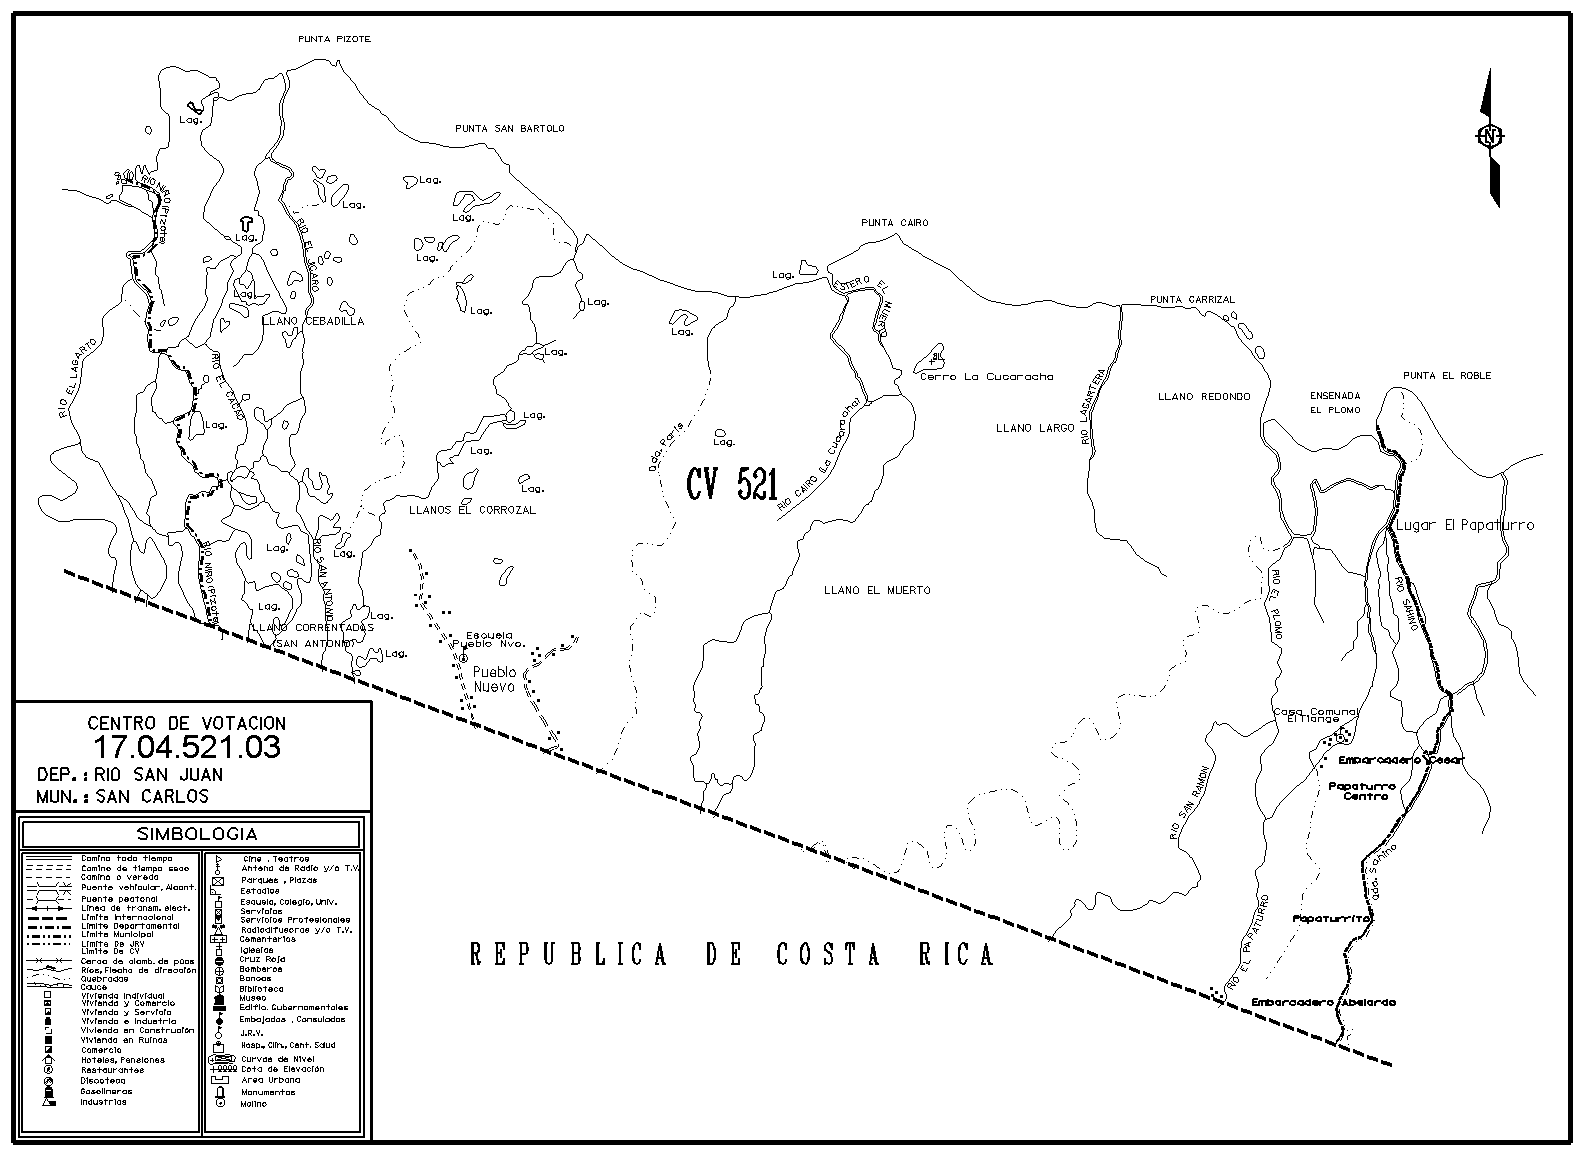 PUNTA PIZOTE
Lag.
PUNTA SAN BARTOLO
N
RIO NIÑO (Pizote)
Lag.
Lag.
Lag.
Lag.
RIO EL JICARO
PUNTA CAIRO
Lag.
Lag.
ESTERO EL MUERTO
Lag.
PUNTA CARRIZAL
Lag.
Lag.
LLANO CEBADILLA
Lag.
RIO EL LAGARTO
RIO EL CACAO
Lag.
Cerro La Cucaracha
PUNTA EL ROBLE
RIO LAGARTERA
LLANO REDONDO
ENSENADA
EL PLOMO
Lag.
Lag.
LLANO LARGO
Qda. Paris
Lag.
Lag.
RIO CAIRO (La Cucaracha)
CV 521
Lag.
LLANOS EL CORROZAL
Lugar El Papaturro
Lag.
Lag.
RIO NIÑO (Pizote)
RIO SAN ANTONIO
RIO EL PLOMO
RIO SAHINO
LLANO EL MUERTO
Lag.
Lag.
LLANO CORRENTADAS
(SAN ANTONIO)
Lag.
Escuela
Pueblo Nvo.
Pueblo
Nuevo
Casa Comunal
El Tiange
Embarcadero Cesar
Papaturro
Centro
RIO SAN RAMON
Qda. Sahino
Papaturrito
RIO EL PAPATURRO
Embarcadero Abelardo
REPUBLICA DE COSTA RICA
CENTRO DE VOTACION
17.04.521.03
DEP.: RIO SAN JUAN
MUN.: SAN CARLOS
SIMBOLOGIA
Camino todo tiempo
Camino de tiempo seco
Camino o vereda
Puente vehicular, Alcant.
Puente peatonal
Línea de transm. elect.
Límite Internacional
Límite Departamental
Límite Municipal
Límite De JRV
Límite De CV
Cerca de alamb. de púas
Ríos, Flecha de dirección
Quebradas
Cauce
Vivienda Individual
Vivienda y Comercio
Vivienda y Servicio
Vivienda e Industria
Vivienda en Construción
Vivienda en Ruinas
Comercio
Hoteles, Pensiones
Restaurantes
Discoteca
Gasolineras
Industrias
Cine , Teatros
Antena de Radio y/o T.V.
Parques , Plazas
Estadios
Escuela, Colegio, Univ.
Servicios
Servicios Profesionales
Radiodifusoras y/o T.V.
Cementerios
Iglesias
Cruz Roja
Bomberos
Bancos
Biblioteca
Museo
Edific. Gubernamentales
Embajadas , Consulados
J.R.V.
Hosp., Clin., Cent. Salud
Curvas de Nivel
Cota de Elevación
Area Urbana
Monumentos
Molino